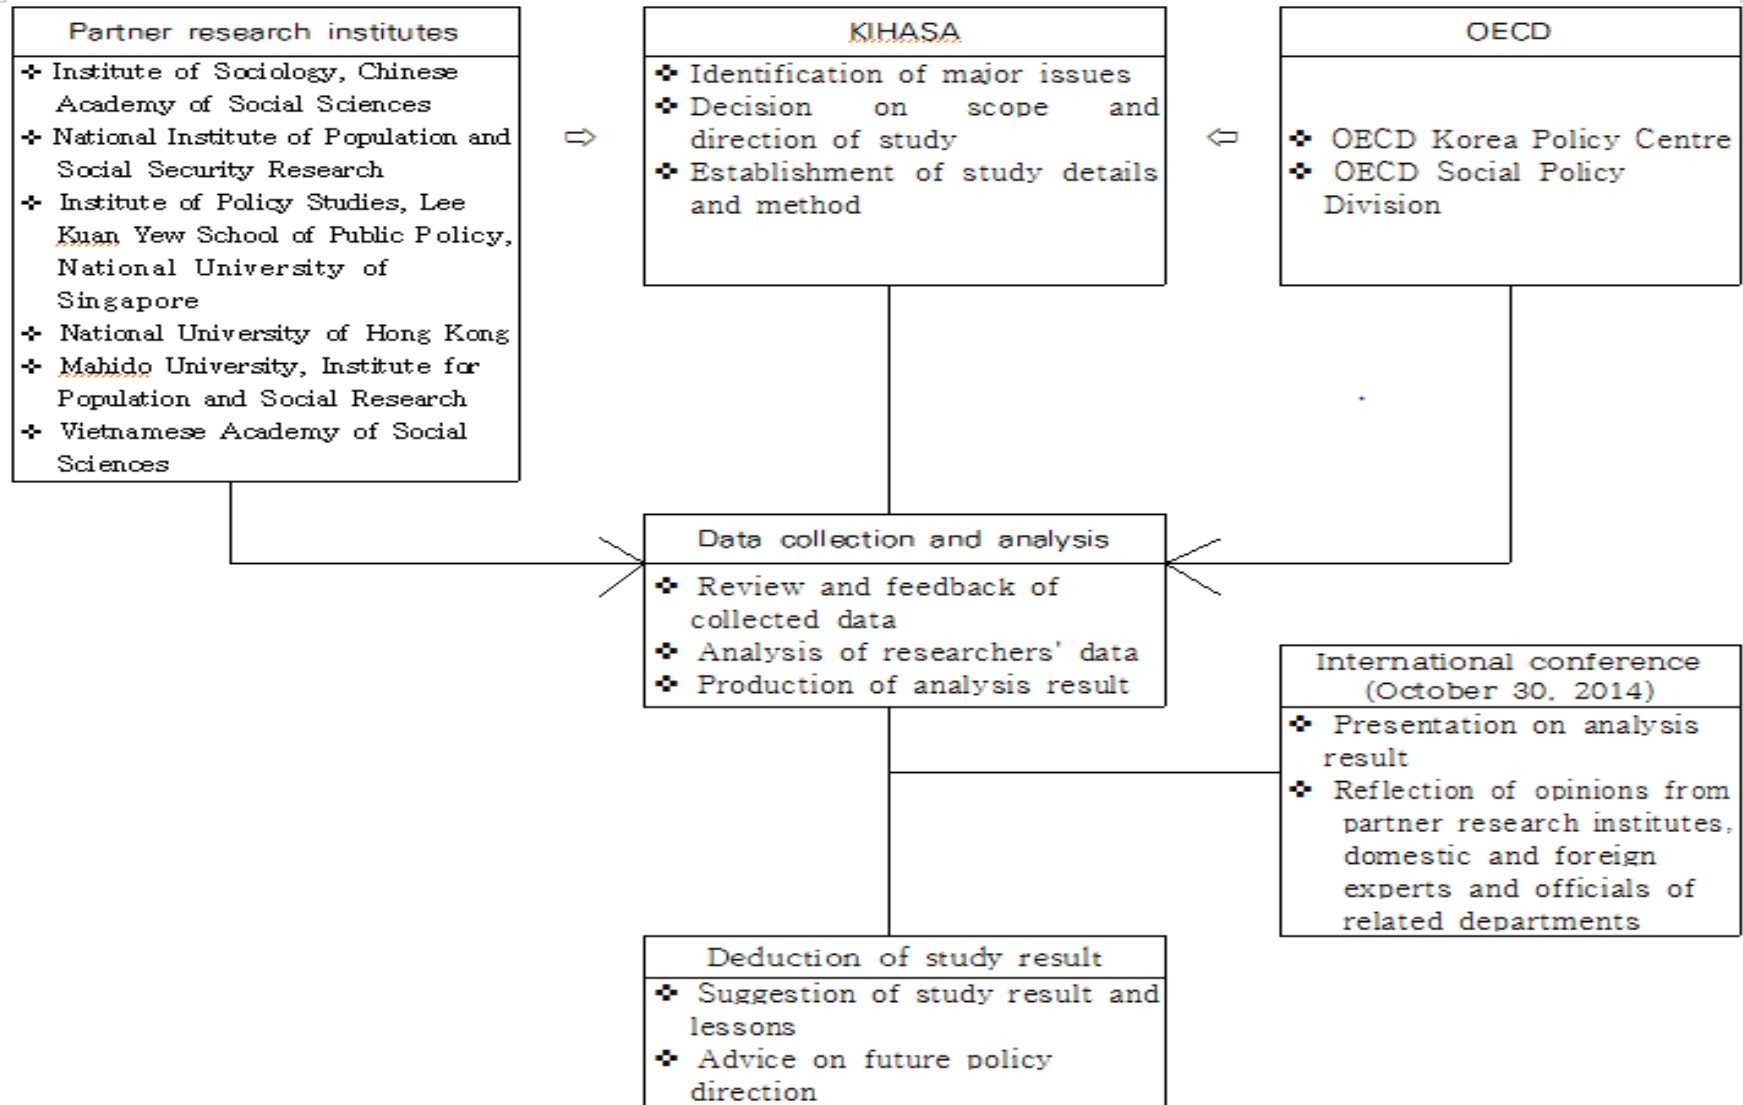 Partner research institutes
❖ Institute of Sociology, Chinese
Academy of Social Sciences
❖ National Institute of Population and
Social Security Research
❖ Institute of Policy Studies, Lee
Kuan Yew School of Public Policy,
National University of
Singapore
❖ National University of Hong Kong
❖ Mahido University, Institute for
Population and Social Research
❖ Vietnamese Academy of Social
Sciences
⇨
KIHASA
❖ Identification of major issues
❖ Decision on scope and
direction of study
❖ Establishment of study details
and method
⇦
OECD
❖ OECD Korea Policy Centre
❖ OECD Social Policy
Division
Data collection and analysis
❖ Review and feedback of
collected data
❖ Analysis of researchers' data
❖ Production of analysis result
International conference
(October 30, 2014)
❖ Presentation on analysis
result
❖ Reflection of opinions from
partner research institutes,
domestic and foreign
experts and officials of
related departments
Deduction of study result
❖ Suggestion of study result and
lessons
❖ Advice on future policy
direction